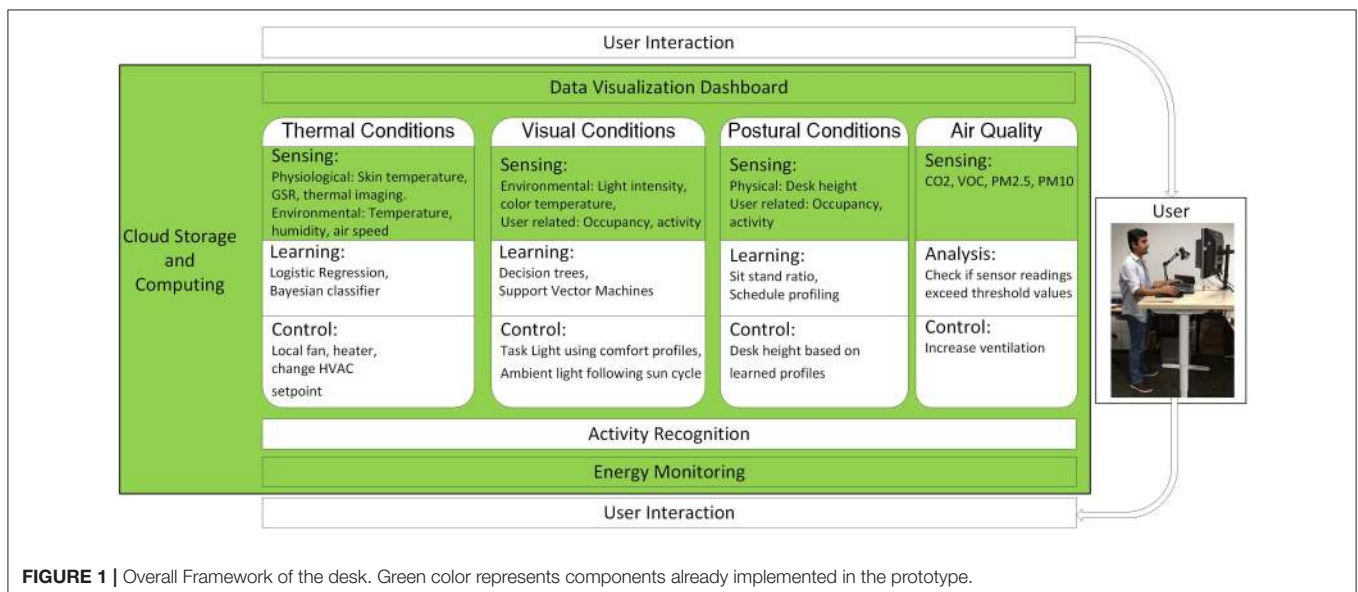 User Interaction
Data Visualization Dashboard
Cloud Storage
and
Computing
Thermal Conditions
Sensing:
Physiological: Skin temperature,
GSR, thermal imaging.
Environmental: Temperature,
humidity, air speed
Learning:
Logistic Regression,
Bayesian classifier
Control:
Local fan, heater,
change HVAC
setpoint
Visual Conditions
Sensing:
Environmental: Light intensity,
color temperature,
User related: Occupancy, activity
Learning:
Decision trees,
Support Vector Machines
Control:
Task Light using comfort profiles,
Ambient light following sun cycle
Postural Conditions
Sensing:
Physical: Desk height
User related: Occupancy,
activity
Learning:
Sit stand ratio,
Schedule profiling
Control:
Desk height based on
learned profiles
Air Quality
Sensing:
CO2, VOC, PM2.5, PM10
Analysis:
Check if sensor readings
exceed threshold values
Control:
Increase ventilation
User
Activity Recognition
Energy Monitoring
User Interaction
FIGURE 1 | Overall Framework of the desk. Green color represents components already implemented in the prototype.